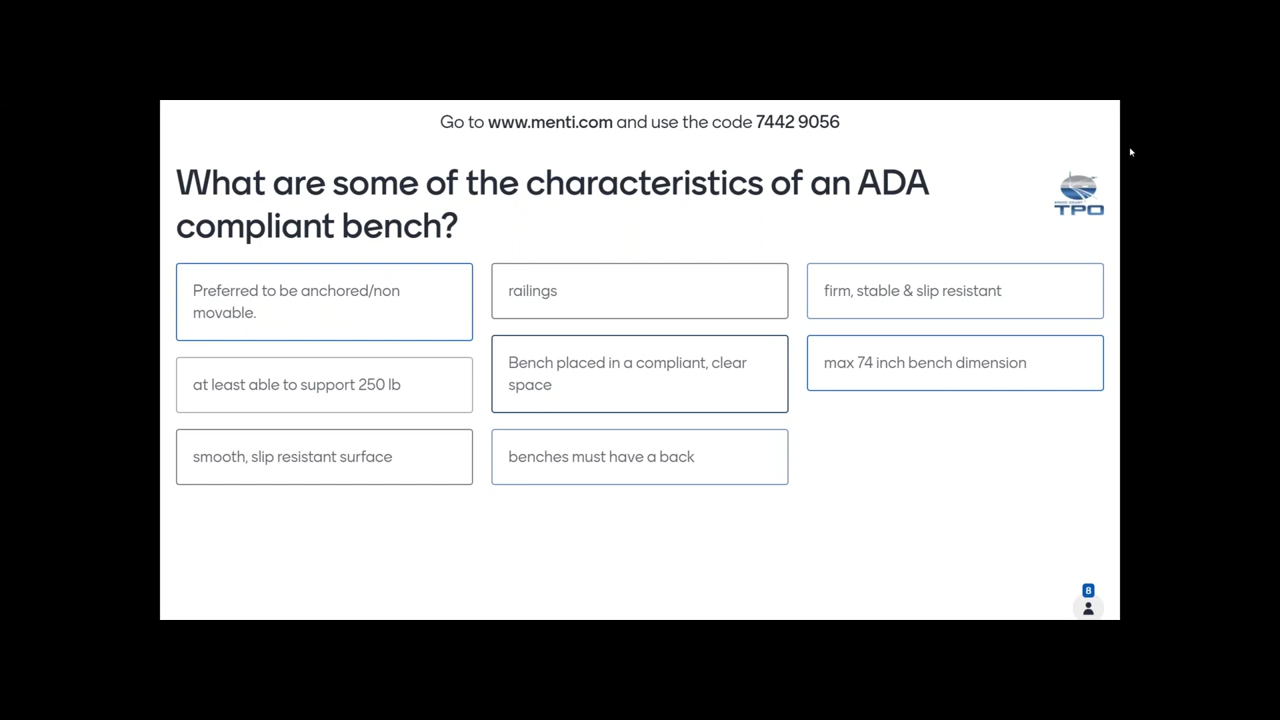 Go to www.menti.com and use the code 7442 9056
What are some of the characteristics of an ADA
compliant bench?
TPO
Preferred to be anchored/non
movable.
railings
firm, stable & slip resistant
at least able to support 250 lb
Bench placed in a compliant, clear
space
max 74 inch bench dimension
smooth, slip resistant surface
benches must have a back
8